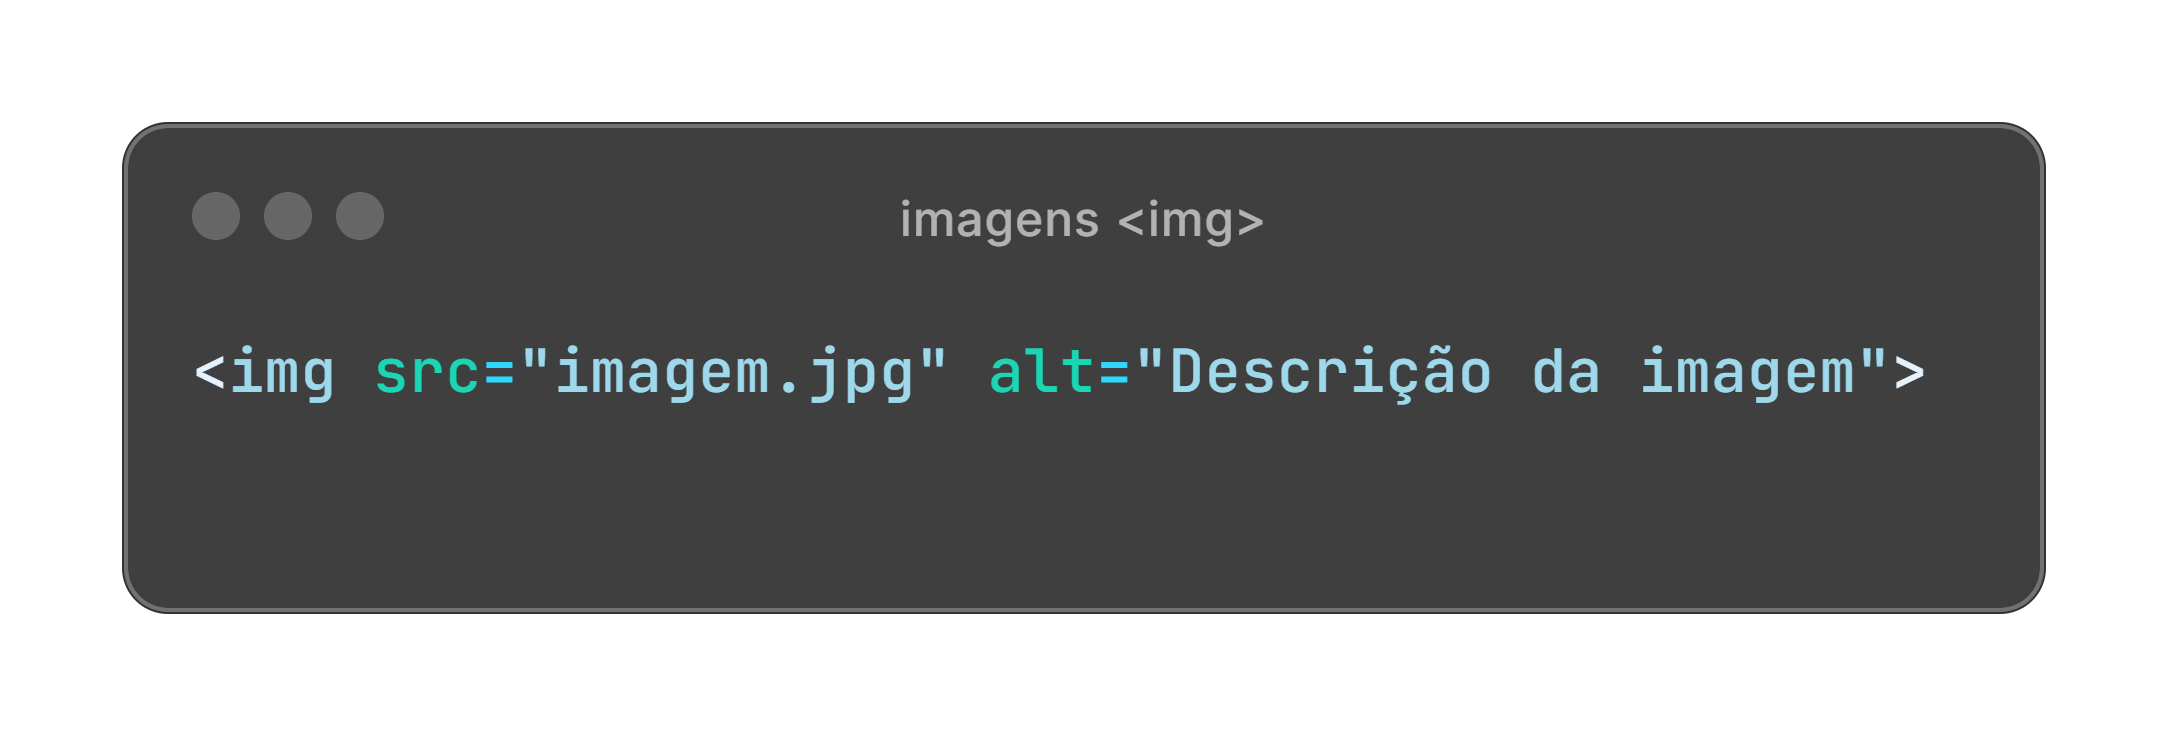 imagens <img>
<img src="imagem.jpg" alt="Descrição da imagem">